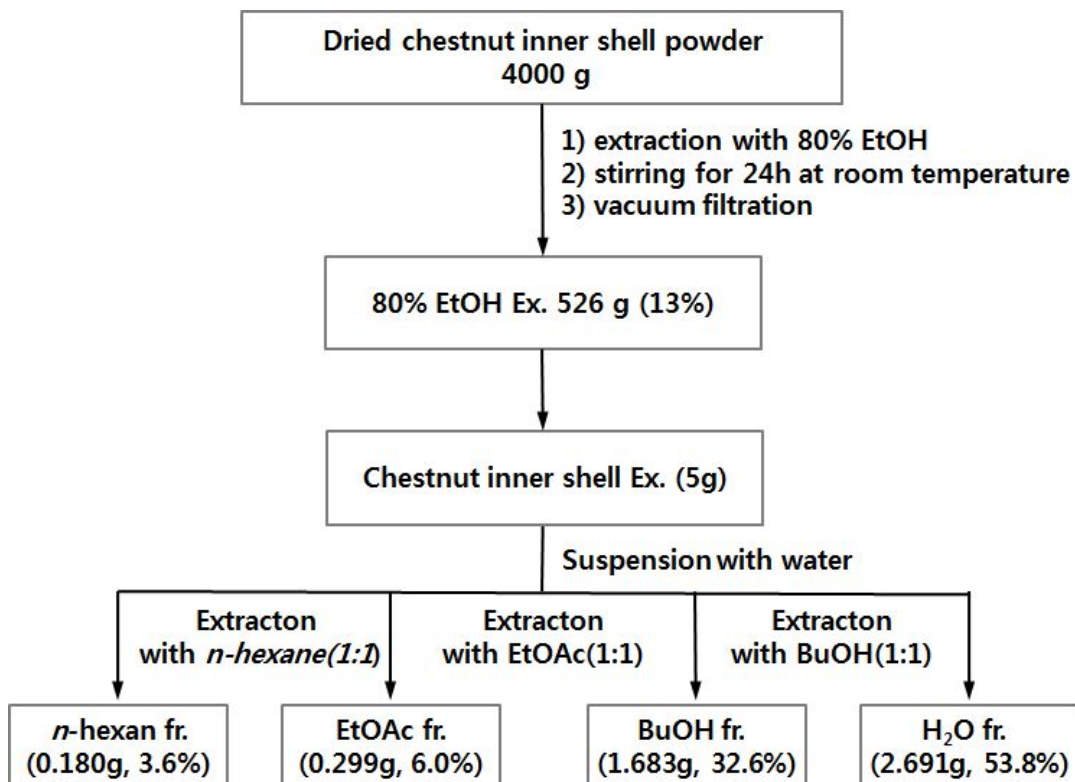 Dried chestnut inner shell powder
4000 g
1) extraction with 80% EtOH
2) stirring for 24h at room temperature
3) vacuum filtration
80% EtOH Ex. 526 g (13%)
Chestnut inner shell Ex. (5g)
Suspension with water
Extracton
with n-hexane(1:1)
Extracton
with EtOAc(1:1)
Extracton
with BuOH(1:1)
n-hexan fr.
(0.180g, 3.6%)
EtOAc fr.
(0.299g, 6.0%)
BuOH fr.
(1.683g, 32.6%)
H₂O fr.
(2.691g, 53.8%)